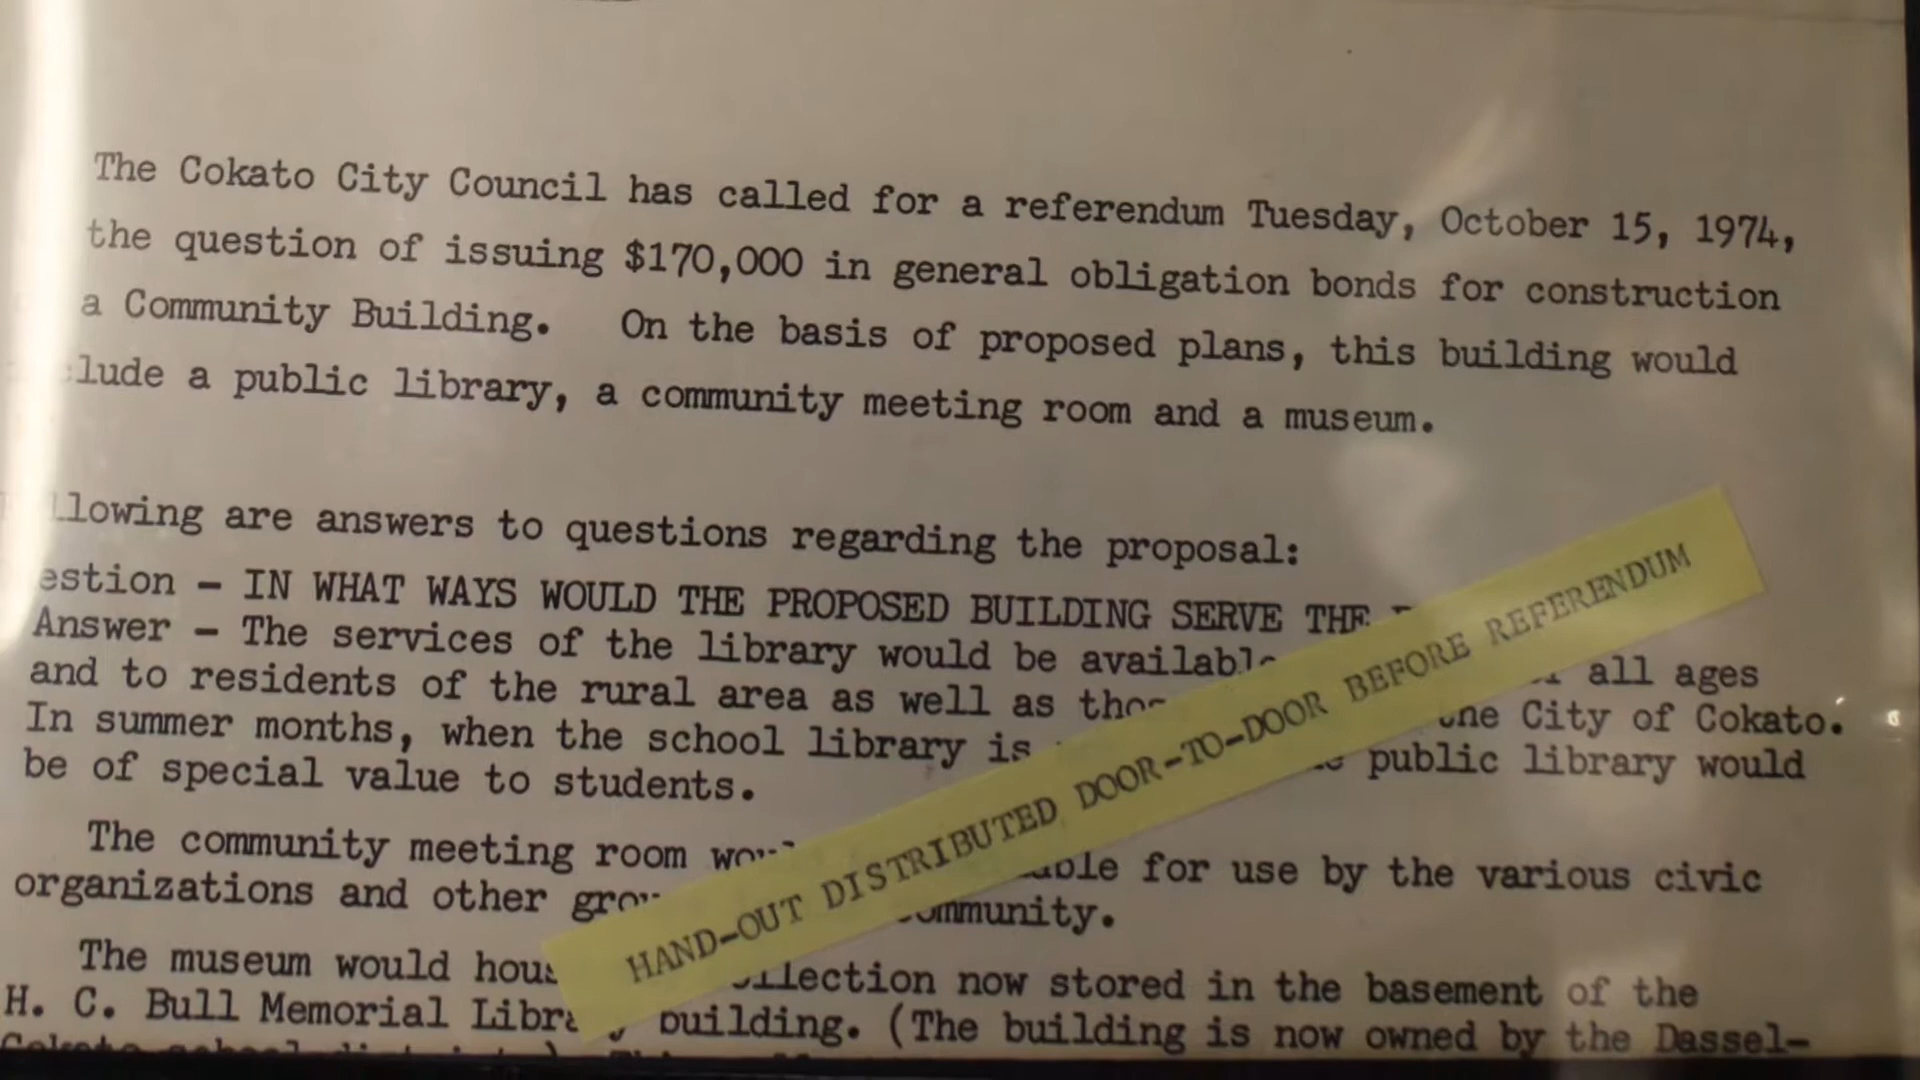 The Cokato City Council has called for a referendum Tuesday, October 15, 1974,
the question of issuing $170,000 in general obligation bonds for construction
a Community Building. On the basis of proposed plans, this building would
lude a public library, a community meeting room and a museum.
llowing are answers to questions regarding the proposal:
estion - IN WHAT WAYS WOULD THE PROPOSED BUILDING SERVE THE
Answer - The services of the library would be all ages
and to residents of the rural area as well as the City of Cokato.
In summer months, when the school library is public library would
be of special value to students.
The community meeting room for use by the various civic
organizations and other
The museum would now stored in the basement of the
H. C. Bull Memorial building. (The building is now owned by the Dassel-
HAND-OUT DISTRIBUTED DOOR-TO-DOOR BEFORE REFERENDUM